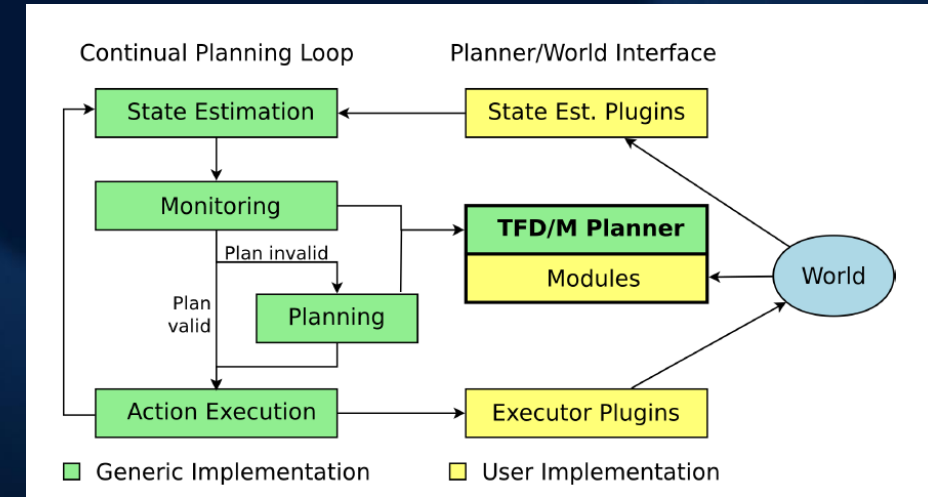 Continual Planning Loop
Planner/World Interface
State Estimation
State Est. Plugins
Monitoring
TFD/M Planner
Plan invalid
Modules
World
Plan
valid
Planning
Action Execution
Executor Plugins
Generic Implementation
User Implementation